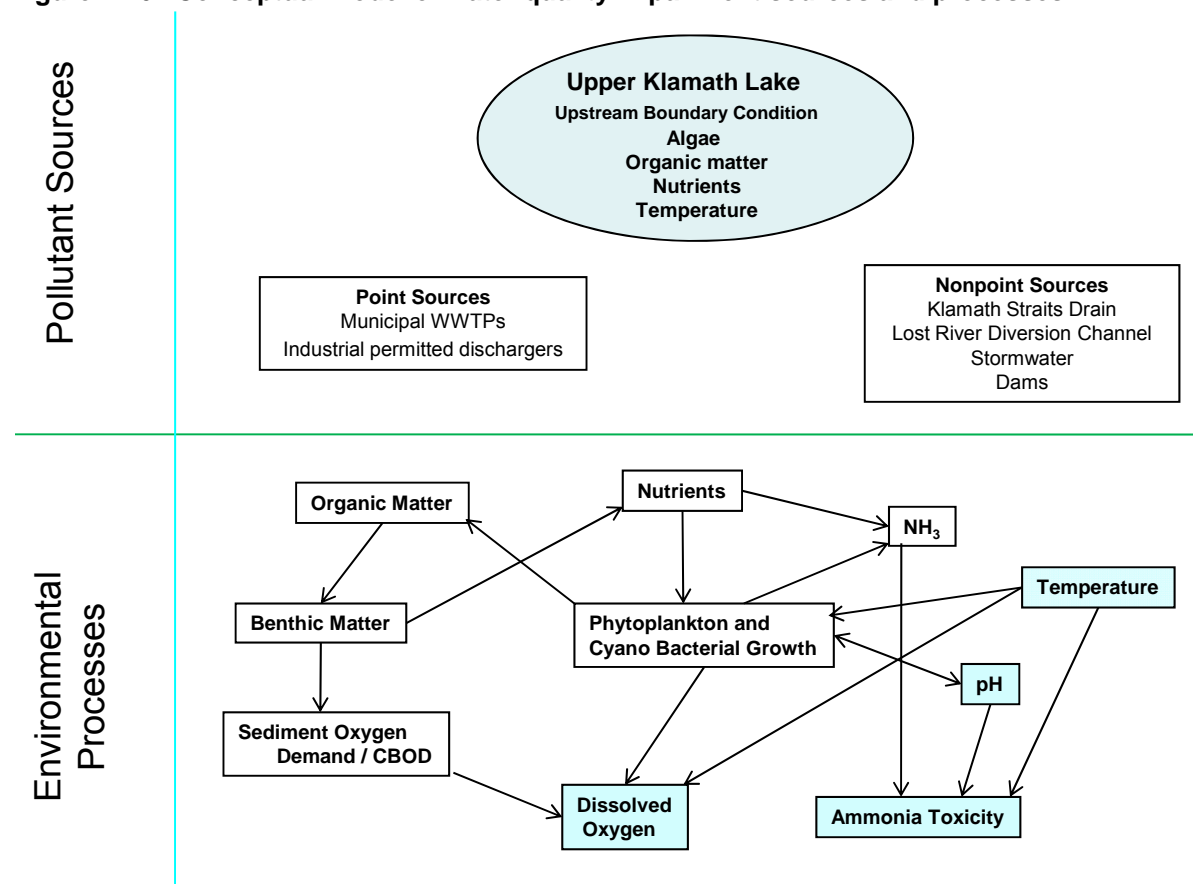 Pollutant Sources
Upper Klamath Lake
Upstream Boundary Condition
Algae
Organic matter
Nutrients
Temperature
Point Sources
Municipal WWTPs
Industrial permitted dischargers
Nonpoint Sources
Klamath Straits Drain
Lost River Diversion Channel
Stormwater
Dams
Environmental
Processes
Organic Matter
Nutrients
NH3
Temperature
Benthic Matter
Phytoplankton and
Cyano Bacterial Growth
pH
Sediment Oxygen
Demand / CBOD
Dissolved
Oxygen
Ammonia Toxicity